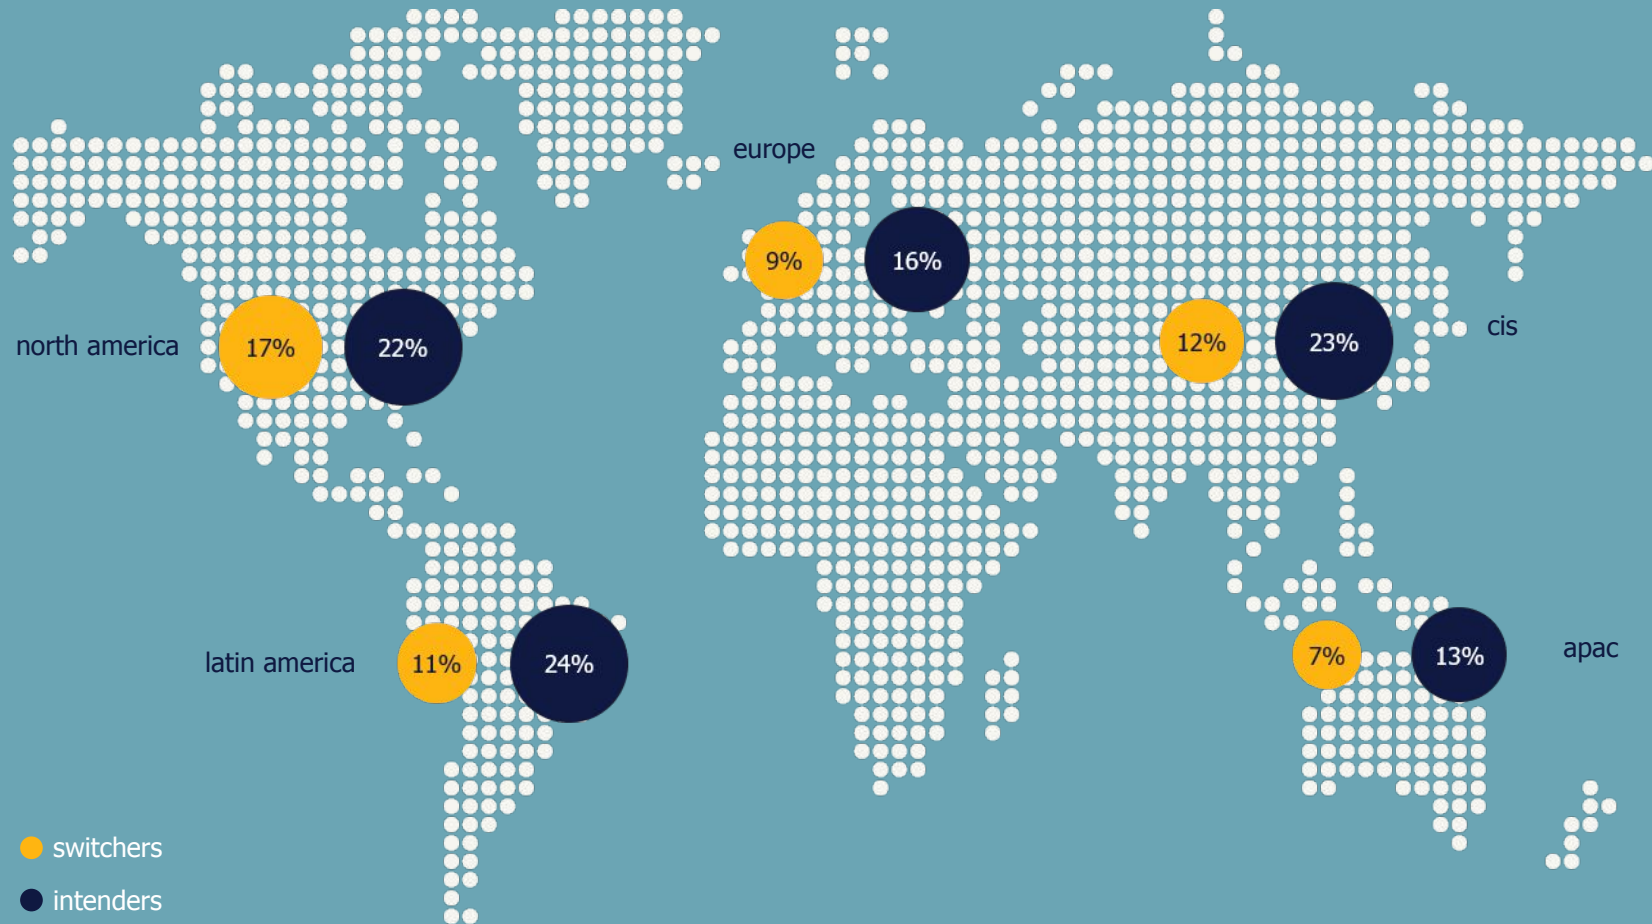 europe
9%
16%
north america
17%
22%
12%
23%
cis
latin america
11%
24%
7%
13%
apac
switchers
intenders